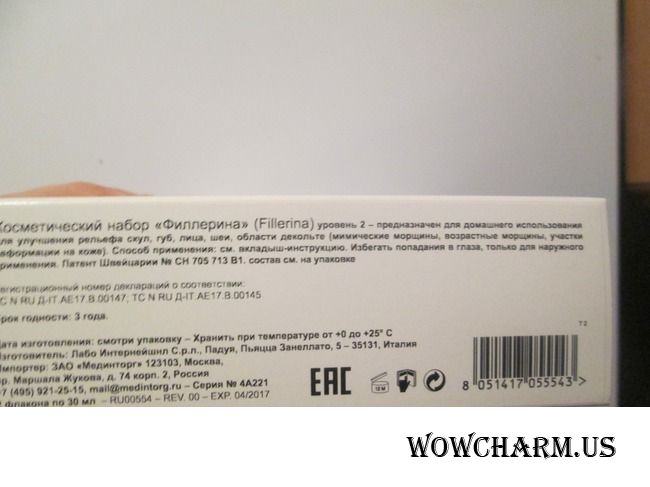 Косметический набор «Филлерина» (Fillerina) уровень 2 – предназначен для домашнего использования
для улучшения рельефа скул, губ, лица, шеи, области декольте (мимические морщины, возрастные морщины, участки
деформации на коже). Способ применения: см. вкладыш-инструкцию. Избегать попадания в глаза, только для наружного
применения. Патент Швейцарии № CH 705 713 B1. состав см. на упаковке
Регистрационный номер декларации о соответствии:
ТС N RU Д-IT.АЕ17.В.00147; ТС N RU Д-IT.АЕ17.В.00145
Срок годности: 3 года.
T2
Дата изготовления: смотри упаковку – Хранить при температуре от +0 до +25° С
Изготовитель: Лабо Интернейшнл С.р.л., Падуя, Пьяцца Занеллато, 5 – 35131, Италия
Импортер: ЗАО «Мединторг» 123103, Москва,
пр. Маршала Жукова, д. 74 корп. 2, Россия
+7 (495) 921-25-15, mail@medintorg.ru – Серия № 4A221
2 флакона по 30 мл – RU00554 – REV. 00 – EXP. 04/2017
EAC
12 M
8 051417 055543 >
WOWCHARM.US